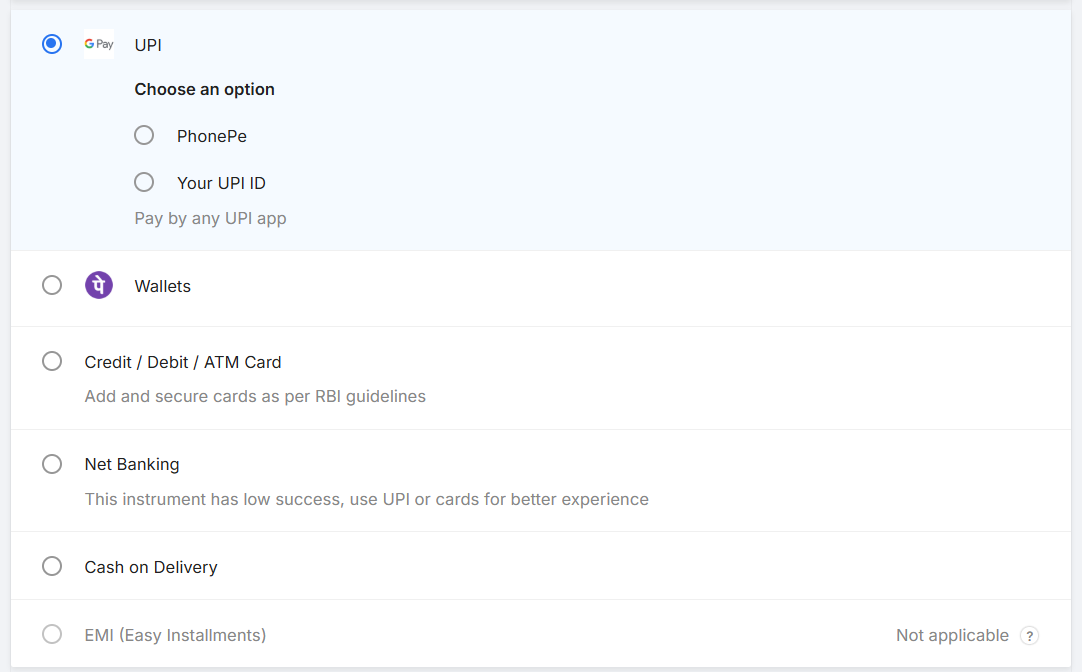 G Pay UPI
Choose an option
PhonePe
Your UPI ID
Pay by any UPI app
पे Wallets
Credit / Debit / ATM Card
Add and secure cards as per RBI guidelines
Net Banking
This instrument has low success, use UPI or cards for better experience
Cash on Delivery
EMI (Easy Installments) Not applicable ?